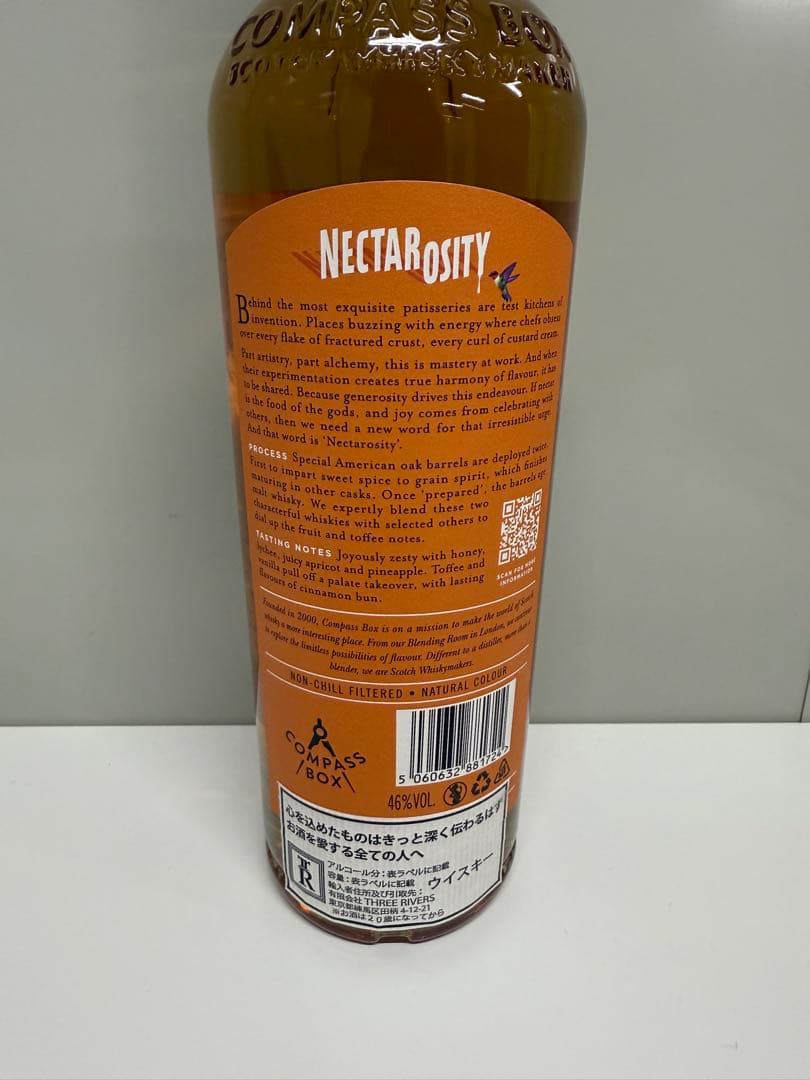 COMPASS BOX
SCOTCH WHISKYMAKER
NECTAROSITY
Behind the most exquisite patisseries are test kitchens of
invention. Places buzzing with energy where chefs obsess
over every flake of fractured crust, every curl of custard cream.
Part artistry, part alchemy, this is mastery at work. And when
their experimentation creates true harmony of flavour, it has
to be shared. Because generosity drives this endeavour. If nectar
is the food of the gods, and joy comes from celebrating with
others, then we need a new word for that irresistible urge.
And that word is ‘Nectarosity’.
PROCESS Special American oak barrels are deployed twice.
First to impart sweet spice to grain spirit, which finishes
maturing in other casks. Once ‘prepared’, the barrels age
malt whisky. We expertly blend these two
characterful whiskies with selected others to
dial up the fruit and toffee notes.
TASTING NOTES Joyously zesty with honey,
lychee, juicy apricot and pineapple. Toffee and
vanilla pull off a palate takeover, with lasting
flavours of cinnamon bun.
SCAN FOR MORE
INFORMATION
Founded in 2000, Compass Box is on a mission to make the world of Scotch
whisky a more interesting place. From our Blending Room in London, we continue
to explore the limitless possibilities of flavour. Different to a distiller, more than a
blender, we are Scotch Whiskymakers.
NON-CHILL FILTERED • NATURAL COLOUR
COMPASS
BOX
5 060632 881724
46%VOL.
心を込めたものはきっと深く伝わるはず
お酒を愛する全ての人へ
TR
アルコール分：表ラベルに記載
容量：表ラベルに記載 ウイスキー
輸入者住所及び引取先：
有限会社 THREE RIVERS
東京都練馬区田柄 4-12-21
※お酒は２０歳になってから